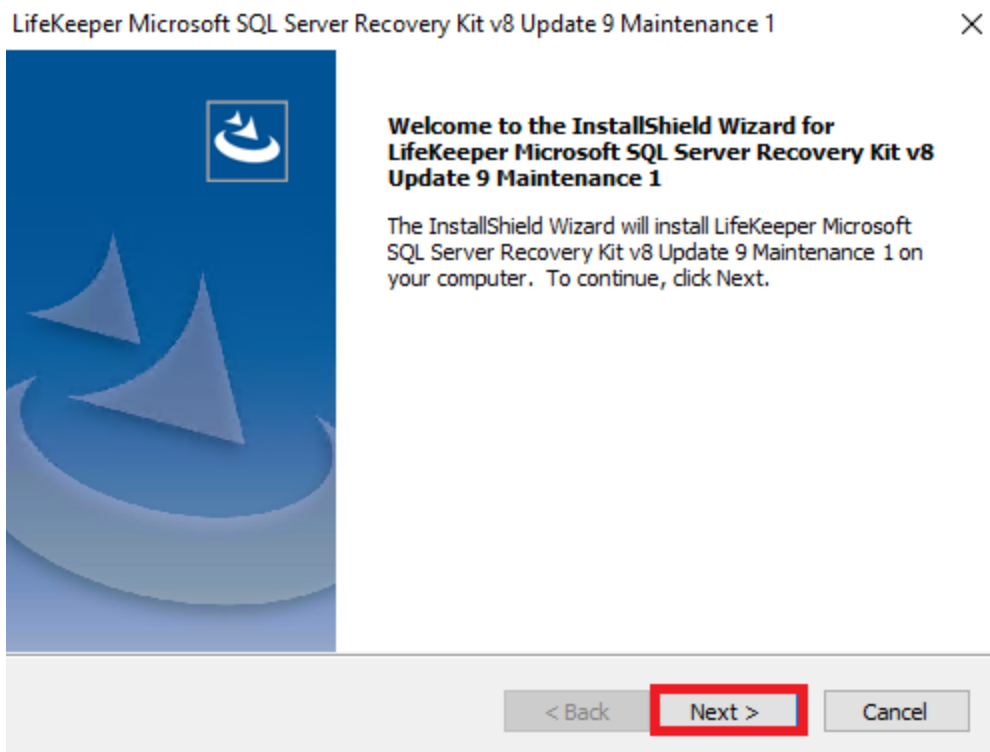 LifeKeeper Microsoft SQL Server Recovery Kit v8 Update 9 Maintenance 1
Welcome to the InstallShield Wizard for
LifeKeeper Microsoft SQL Server Recovery Kit v8
Update 9 Maintenance 1
The InstallShield Wizard will install LifeKeeper Microsoft
SQL Server Recovery Kit v8 Update 9 Maintenance 1 on
your computer.  To continue, click Next.
< Back
Next >
Cancel